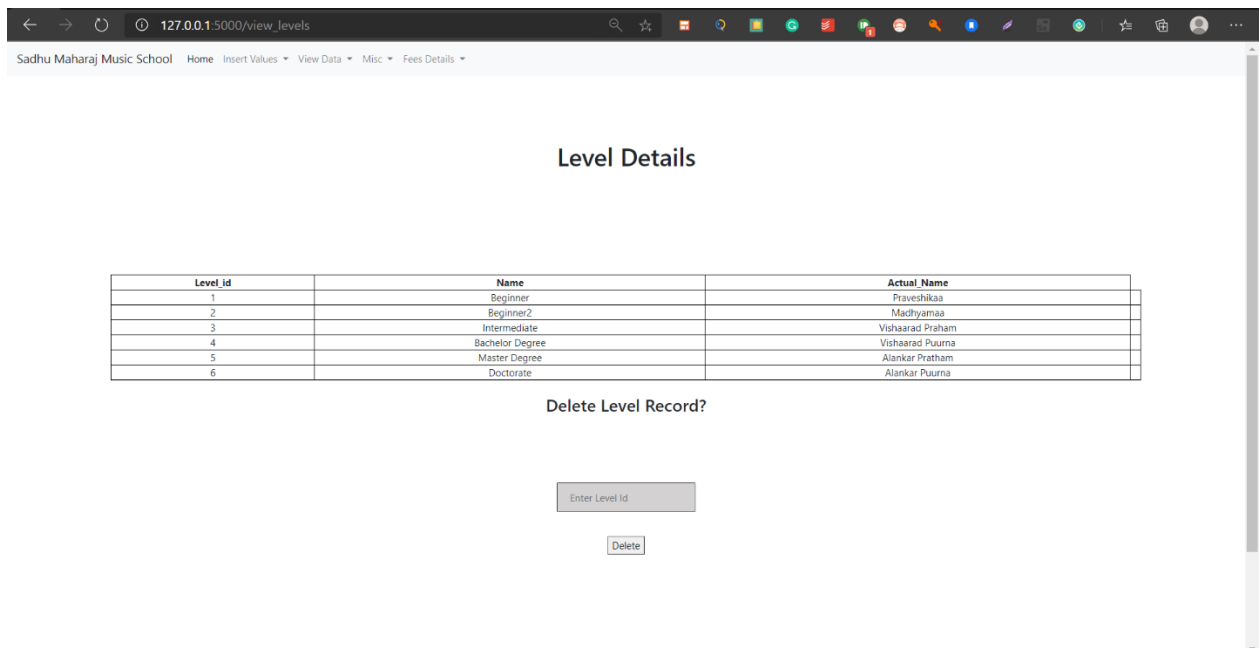 127.0.0.1:5000/view_levels
Sadhu Maharaj Music School Home Insert Values View Data Misc Fees Details
Level Details
Level_id Name Actual_Name
1 Beginner Praveshikaa
2 Beginner2 Madhyamaa
3 Intermediate Vishaarad Praham
4 Bachelor Degree Vishaarad Puurna
5 Master Degree Alankar Pratham
6 Doctorate Alankar Puurna
Delete Level Record?
Enter Level Id
Delete